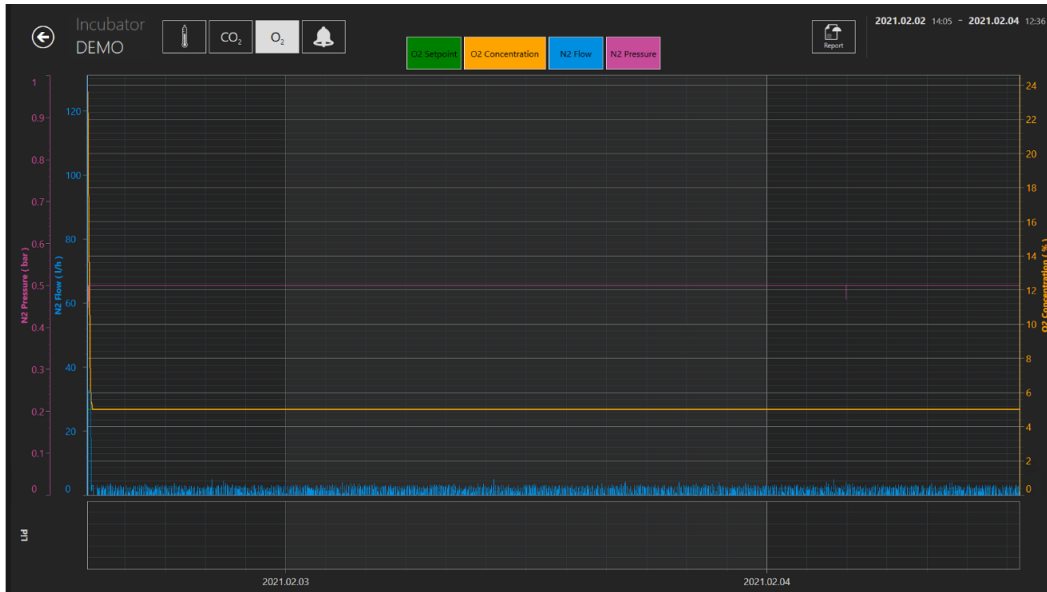 Incubator
DEMO
CO₂
O₂
O2 Setpoint
O2 Concentration
N2 Flow
N2 Pressure
Report
2021.02.02 14:05 - 2021.02.04 12:36
N2 Pressure ( bar )
1
0.9
0.8
0.7
0.6
0.5
0.4
0.3
0.2
0.1
0
N2 Flow ( l/h )
120
100
80
60
40
20
0
O2 Concentration ( % )
24
22
20
18
16
14
12
10
8
6
4
2
0
Lid
2021.02.03
2021.02.04